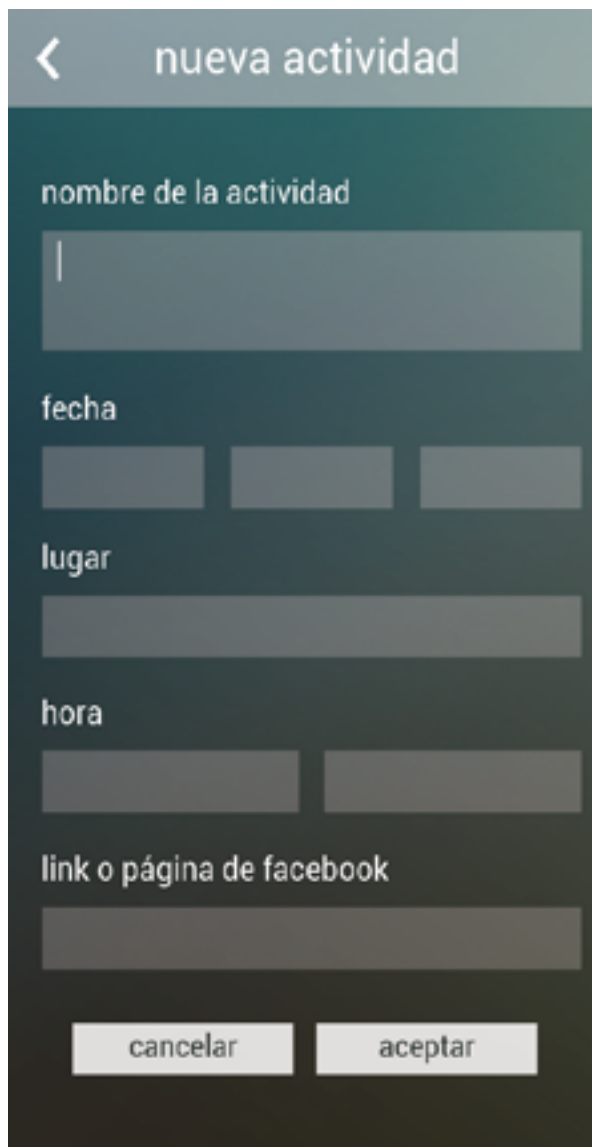 nueva actividad
nombre de la actividad
fecha
lugar
hora
link o página de facebook
cancelar aceptar